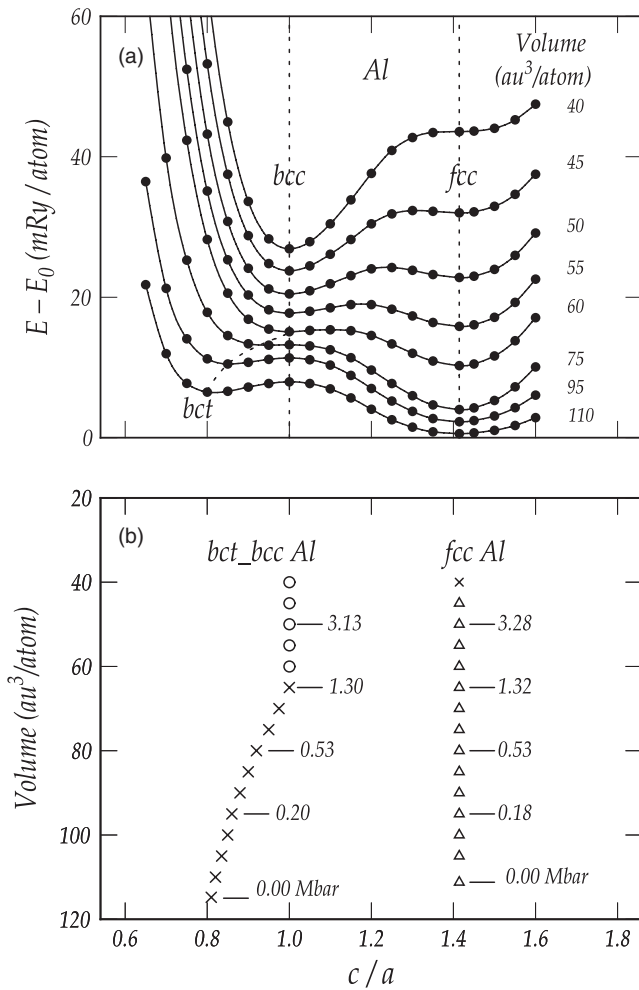 60
(a)
Al
Volume
(au³/atom)
40
40
bcc
fcc
45
E – E₀ (mRy / atom)
50
20
55
60
75
bct
95
0
110
20
(b)
bct_bcc Al
fcc Al
40
3.13
3.28
60
1.30
1.32
Volume (au³/atom)
80
0.53
0.53
0.20
0.18
100
0.00 Mbar
0.00 Mbar
120
0.6
0.8
1.0
1.2
1.4
1.6
1.8
c / a